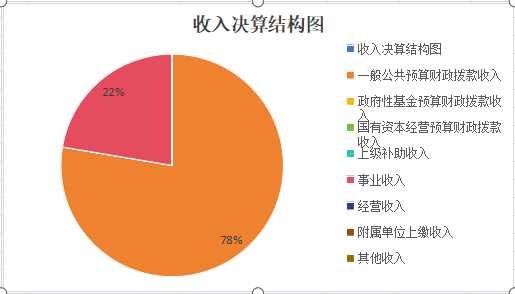 收入决算结构图
22%
78%
收入决算结构图
一般公共预算财政拨款收入
政府性基金预算财政拨款收
入
国有资本经营预算财政拨款
收入
上级补助收入
事业收入
经营收入
附属单位上缴收入
其他收入